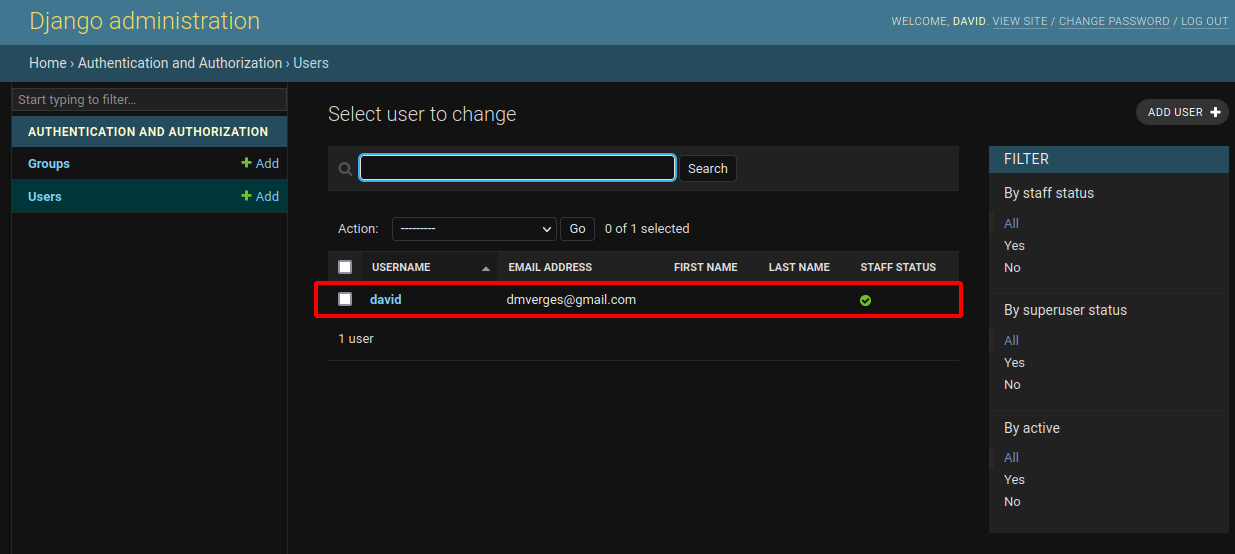 Django administration
WELCOME, DAVID. VIEW SITE / CHANGE PASSWORD / LOG OUT
Home › Authentication and Authorization › Users
Start typing to filter...
AUTHENTICATION AND AUTHORIZATION
Groups + Add
Users + Add
Select user to change
ADD USER +
Search
Action: --------- Go 0 of 1 selected
USERNAME EMAIL ADDRESS FIRST NAME LAST NAME STAFF STATUS
david dmverges@gmail.com
1 user
FILTER
By staff status
All
Yes
No
By superuser status
All
Yes
No
By active
All
Yes
No